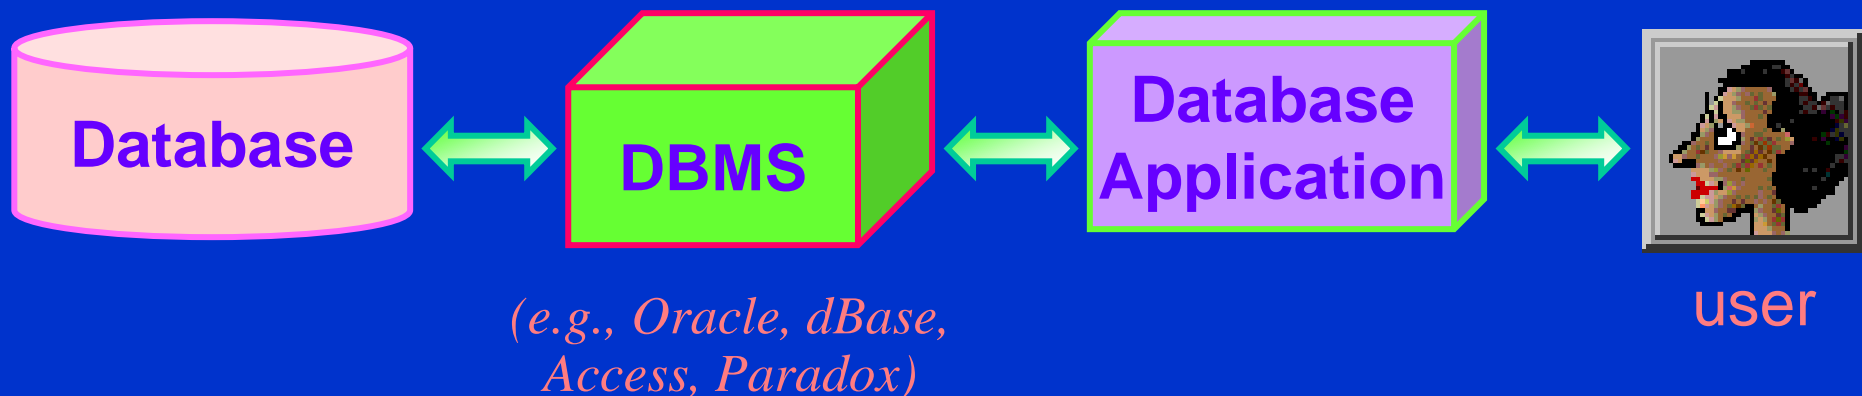 Database
DBMS
Database
Application
user
(e.g., Oracle, dBase,
Access, Paradox)